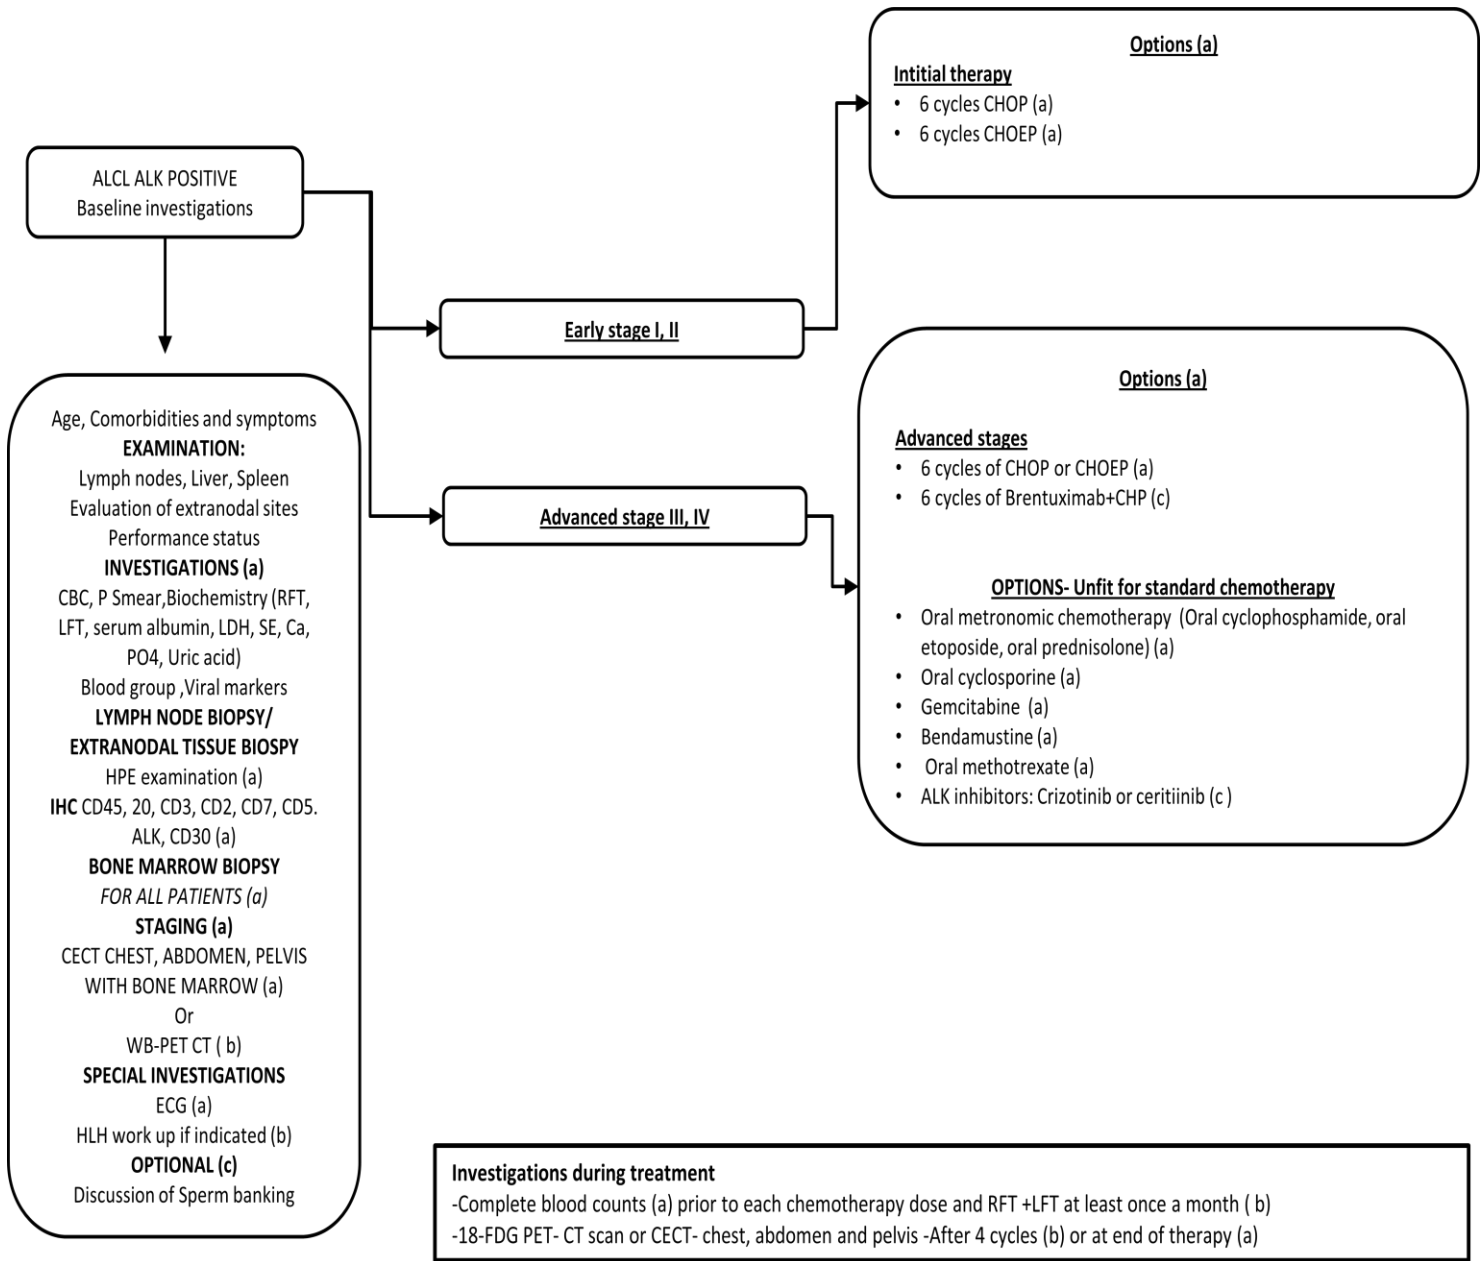 ALCL ALK POSITIVE
Baseline investigations
Age, Comorbidities and symptoms
EXAMINATION:
Lymph nodes, Liver, Spleen
Evaluation of extranodal sites
Performance status
INVESTIGATIONS (a)
CBC, P Smear,Biochemistry (RFT,
LFT, serum albumin, LDH, SE, Ca,
PO4, Uric acid)
Blood group ,Viral markers
LYMPH NODE BIOPSY/
EXTRANODAL TISSUE BIOSPY
HPE examination (a)
IHC CD45, 20, CD3, CD2, CD7, CD5.
ALK, CD30 (a)
BONE MARROW BIOPSY
FOR ALL PATIENTS (a)
STAGING (a)
CECT CHEST, ABDOMEN, PELVIS
WITH BONE MARROW (a)
Or
WB-PET CT ( b)
SPECIAL INVESTIGATIONS
ECG (a)
HLH work up if indicated (b)
OPTIONAL (c)
Discussion of Sperm banking
Early stage I, II
Advanced stage III, IV
Options (a)
Intitial therapy
• 6 cycles CHOP (a)
• 6 cycles CHOEP (a)
Options (a)
Advanced stages
• 6 cycles of CHOP or CHOEP (a)
• 6 cycles of Brentuximab+CHP (c)
OPTIONS- Unfit for standard chemotherapy
• Oral metronomic chemotherapy (Oral cyclophosphamide, oral
etoposide, oral prednisolone) (a)
• Oral cyclosporine (a)
• Gemcitabine (a)
• Bendamustine (a)
• Oral methotrexate (a)
• ALK inhibitors: Crizotinib or ceritiinib (c )
Investigations during treatment
-Complete blood counts (a) prior to each chemotherapy dose and RFT +LFT at least once a month ( b)
-18-FDG PET- CT scan or CECT- chest, abdomen and pelvis -After 4 cycles (b) or at end of therapy (a)